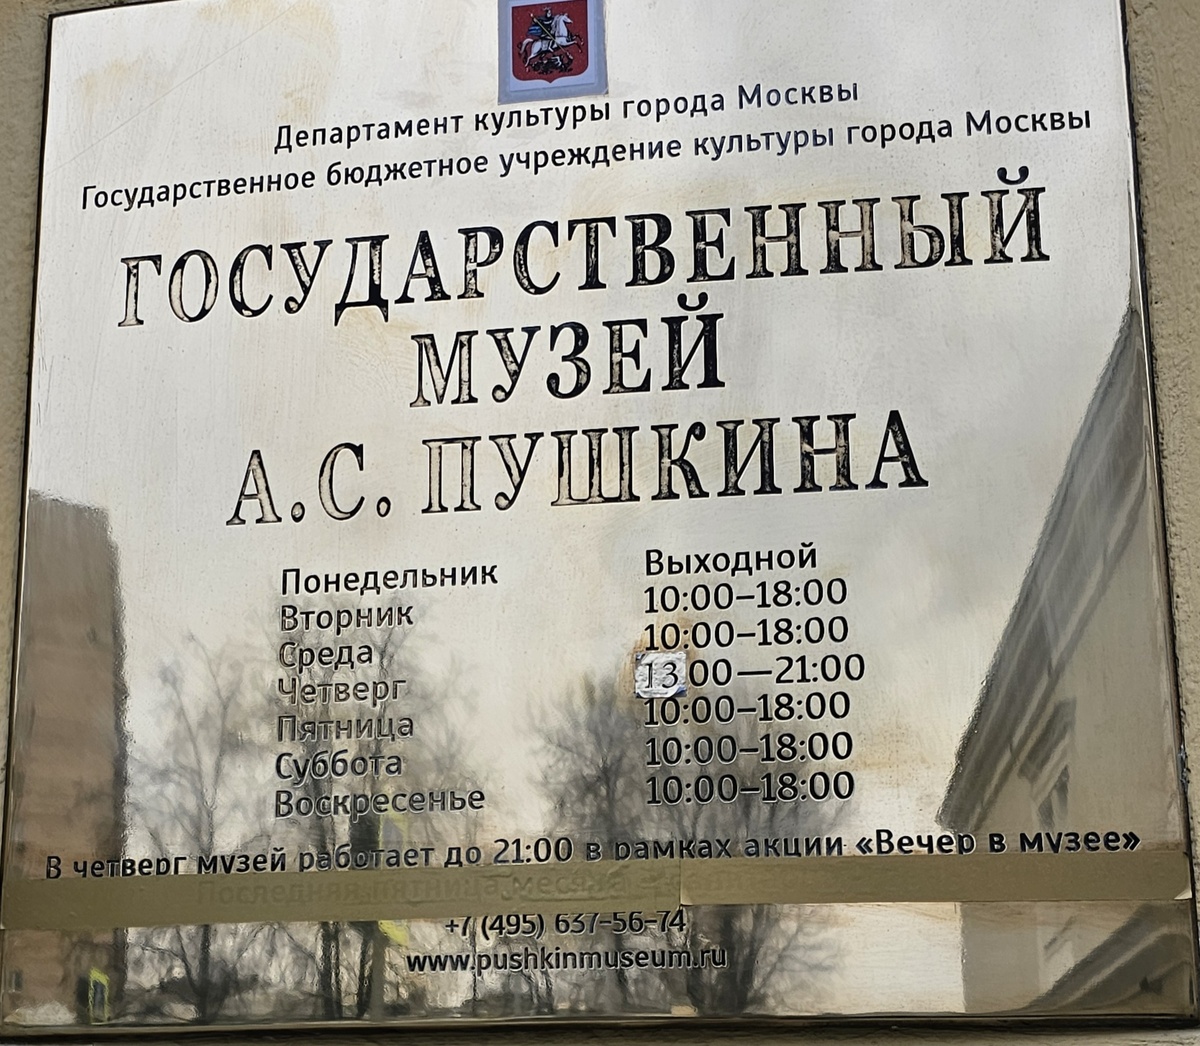 Департамент культуры города Москвы
Государственное бюджетное учреждение культуры города Москвы
ГОСУДАРСТВЕННЫЙ
МУЗЕЙ
А.С. ПУШКИНА
Понедельник Выходной
Вторник 10:00–18:00
Среда 10:00–18:00
Четверг 13:00—21:00
Пятница 10:00–18:00
Суббота 10:00–18:00
Воскресенье 10:00–18:00
В четверг музей работает до 21:00 в рамках акции «Вечер в музее»
Последняя пятница месяца
+7 (495) 637-56-74
www.pushkinmuseum.ru